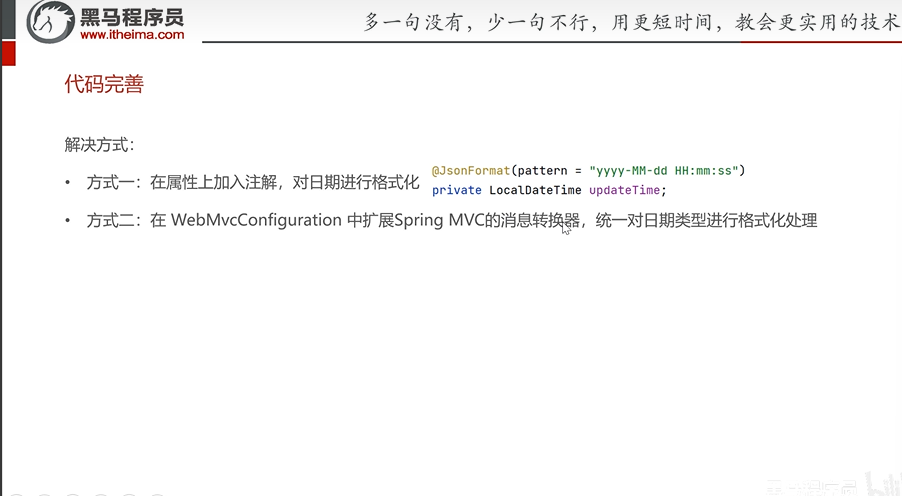 黑马程序员
www.itheima.com
多一句没有，少一句不行，用更短时间，教会更实用的技术
代码完善
解决方式：
• 方式一：在属性上加入注解，对日期进行格式化
@JsonFormat(pattern = "yyyy-MM-dd HH:mm:ss")
private LocalDateTime updateTime;
• 方式二：在 WebMvcConfiguration 中扩展Spring MVC的消息转换器，统一对日期类型进行格式化处理